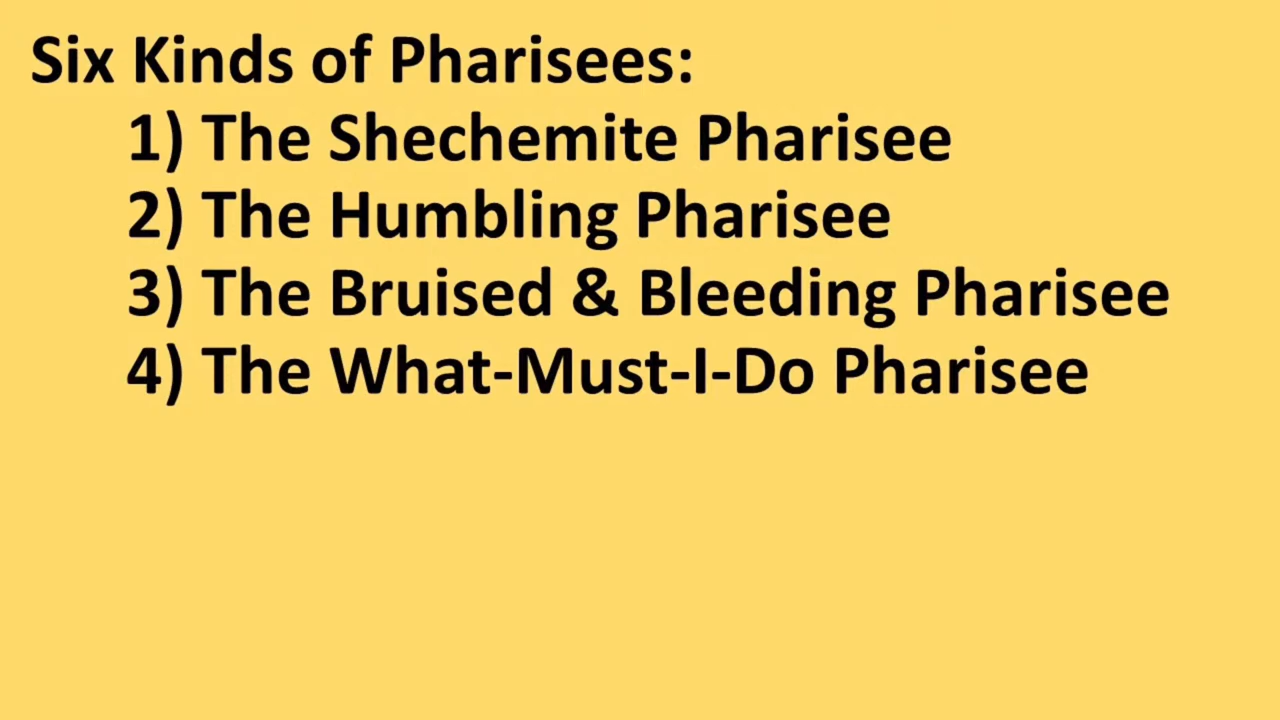 Six Kinds of Pharisees:
1) The Shechemite Pharisee
2) The Humbling Pharisee
3) The Bruised & Bleeding Pharisee
4) The What-Must-I-Do Pharisee